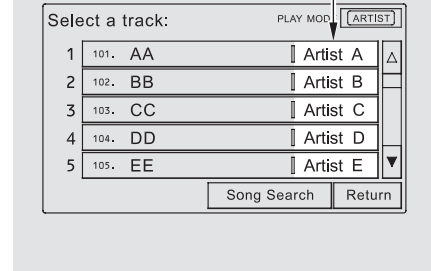 Select a track: PLAY MOD ARTIST
1 101. AA Artist A
2 102. BB Artist B
3 103. CC Artist C
4 104. DD Artist D
5 105. EE Artist E
Song Search Return